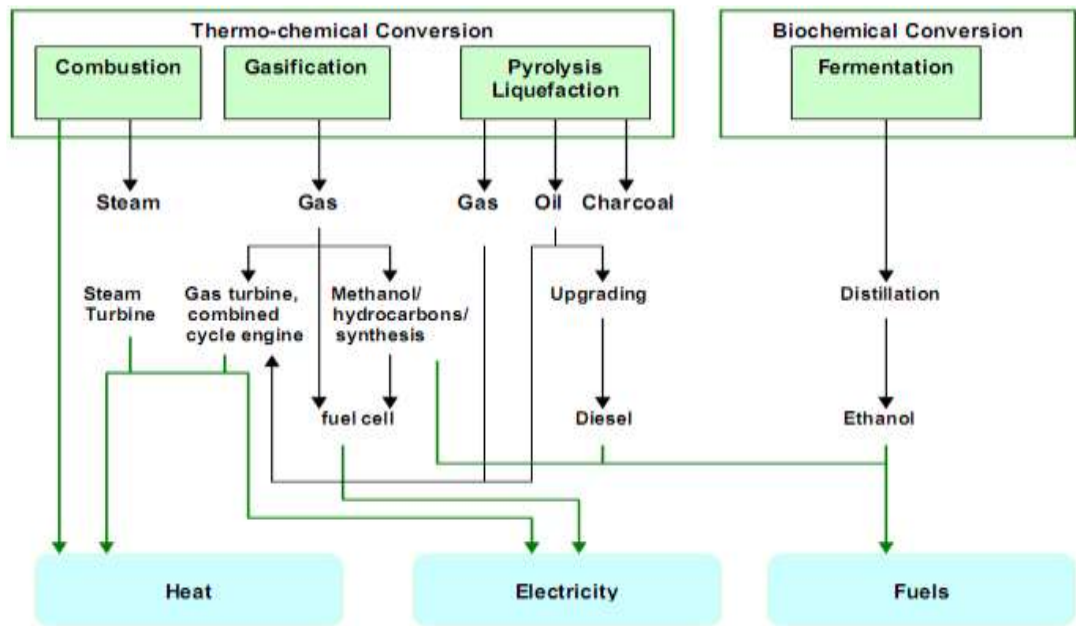 Thermo-chemical Conversion
Biochemical Conversion
Combustion
Gasification
Pyrolysis
Liquefaction
Fermentation
Steam
Gas
Gas
Oil
Charcoal
Steam
Turbine
Gas turbine,
combined
cycle engine
Methanol/
hydrocarbons/
synthesis
Upgrading
Distillation
fuel cell
Diesel
Ethanol
Heat
Electricity
Fuels